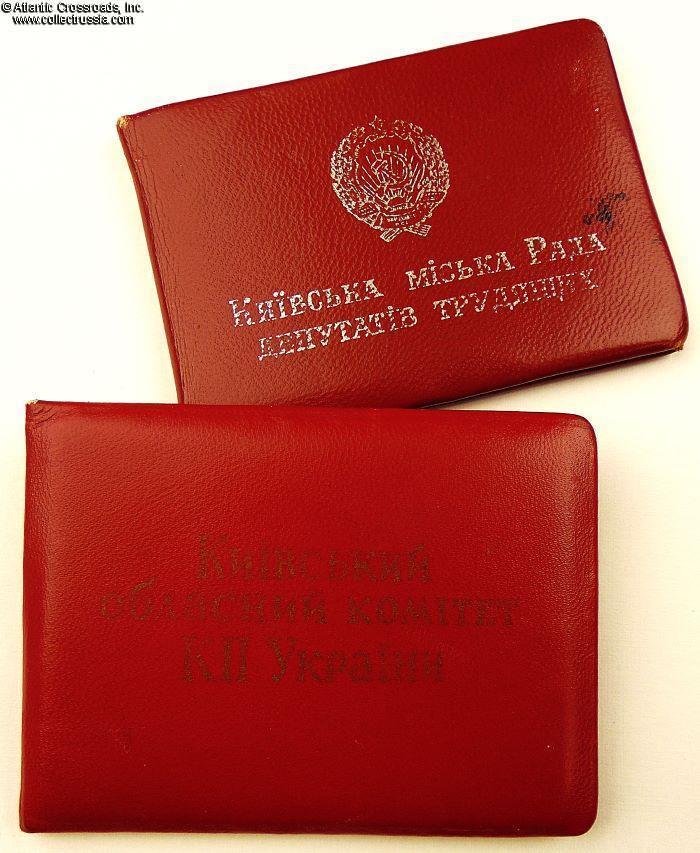 © Atlantic Crossroads, Inc.
www.collectrussia.com
Київська міська Рада
депутатів трудящих
Київський
обласний комітет
КП України